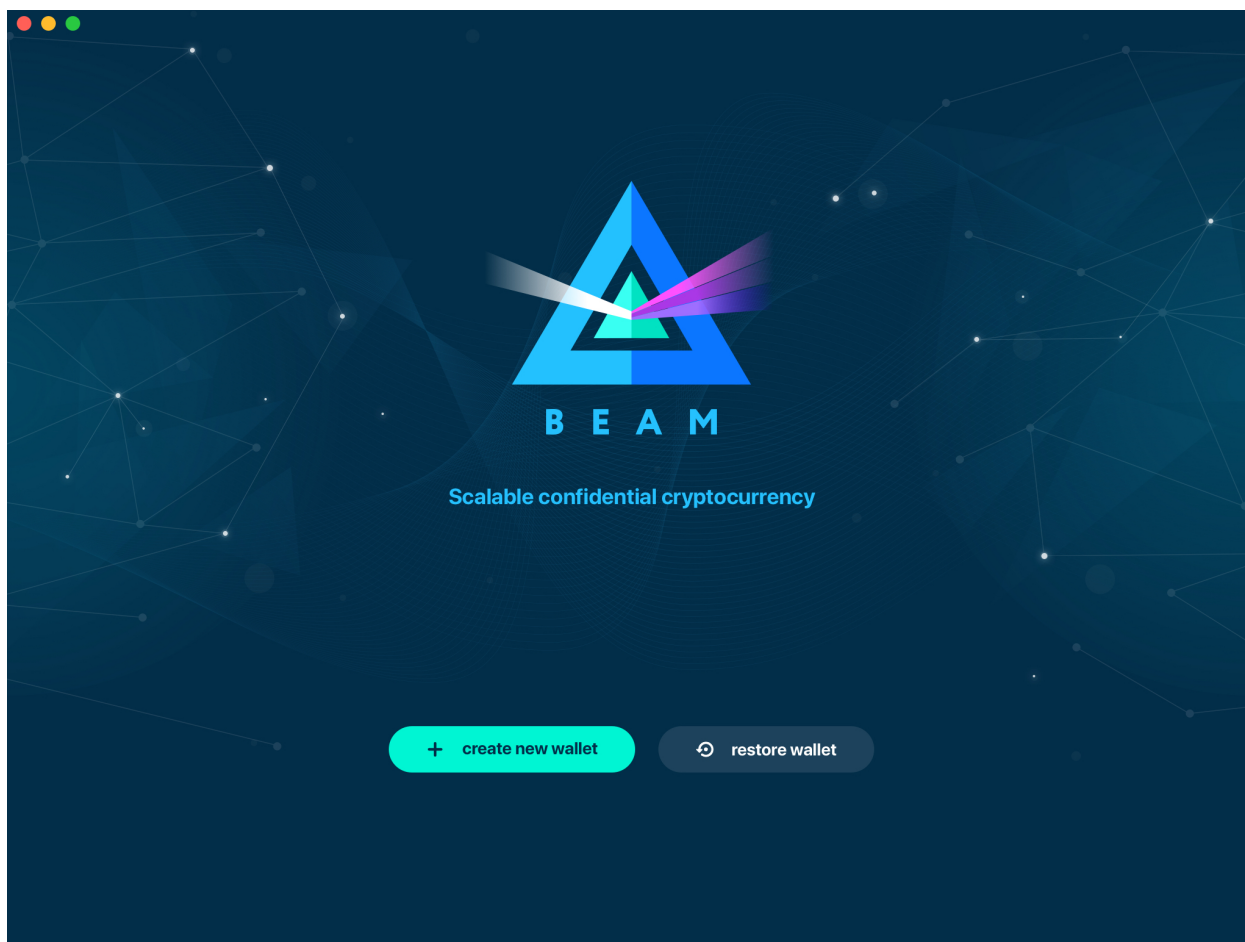 BEAM
Scalable confidential cryptocurrency
create new wallet
restore wallet